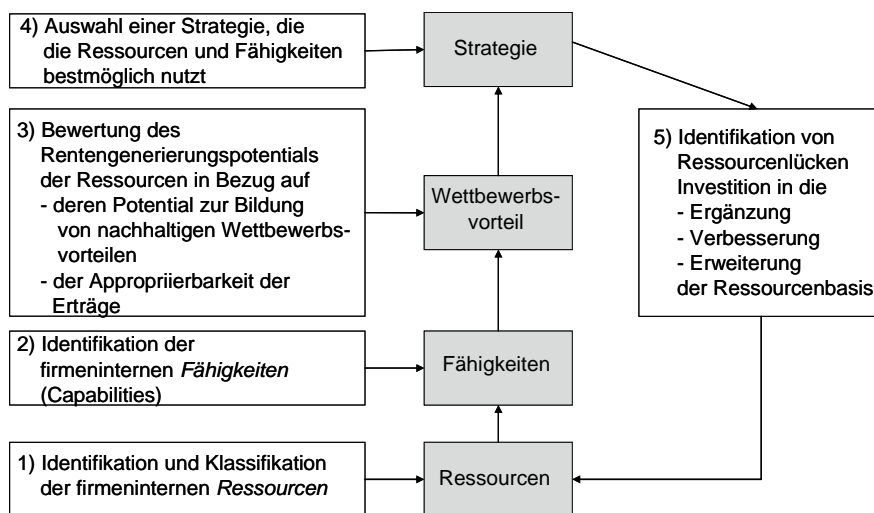 4) Auswahl einer Strategie, die
die Ressourcen und Fähigkeiten
bestmöglich nutzt
Strategie
3) Bewertung des
Rentengenerierungspotentials
der Ressourcen in Bezug auf
- deren Potential zur Bildung
von nachhaltigen Wettbewerbs-
vorteilen
- der Appropriierbarkeit der
Erträge
Wettbewerbs-
vorteil
5) Identifikation von
Ressourcenlücken
Investition in die
- Ergänzung
- Verbesserung
- Erweiterung
der Ressourcenbasis
2) Identifikation der
firmeninternen Fähigkeiten
(Capabilities)
Fähigkeiten
1) Identifikation und Klassifikation
der firmeninternen Ressourcen
Ressourcen